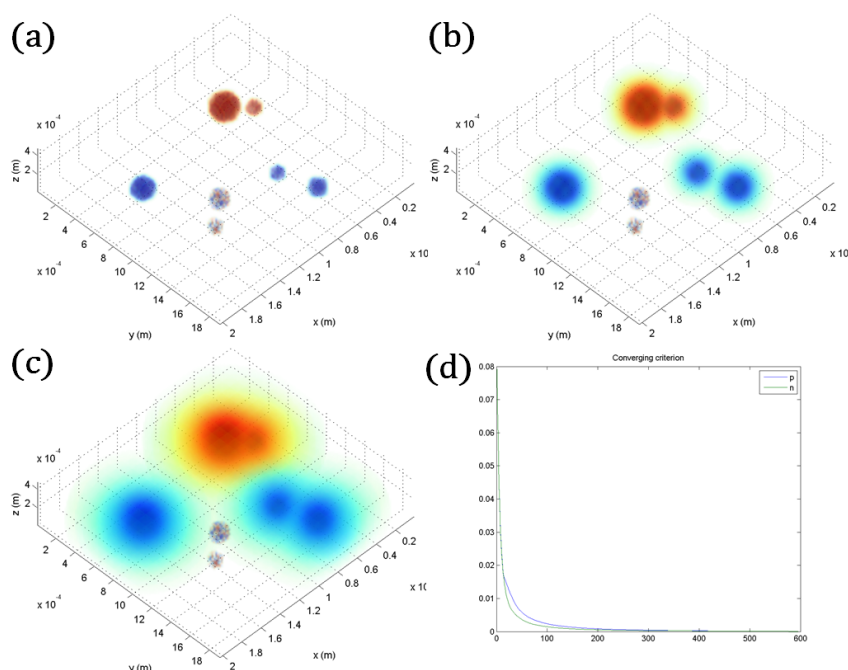 (a)
x 10^-4
z (m)
4
2
2
4
6
8
10
12
14
16
18
x 10^-4
y (m)
2
1.8
1.6
1.4
1.2
1
0.8
0.6
0.4
0.2
x (m)
x 10
(b)
x 10^-4
z (m)
4
2
2
4
6
8
10
12
14
16
18
x 10^-4
y (m)
2
1.8
1.6
1.4
1.2
1
0.8
0.6
0.4
0.2
x (m)
x 10
(c)
x 10^-4
z (m)
4
2
2
4
6
8
10
12
14
16
18
x 10^-4
y (m)
2
1.8
1.6
1.4
1.2
1
0.8
0.6
0.4
0.2
x (m)
(d)
Converging criterion
p
n
0.08
0.07
0.06
0.05
0.04
0.03
0.02
0.01
0
0 100 200 300 400 500 600